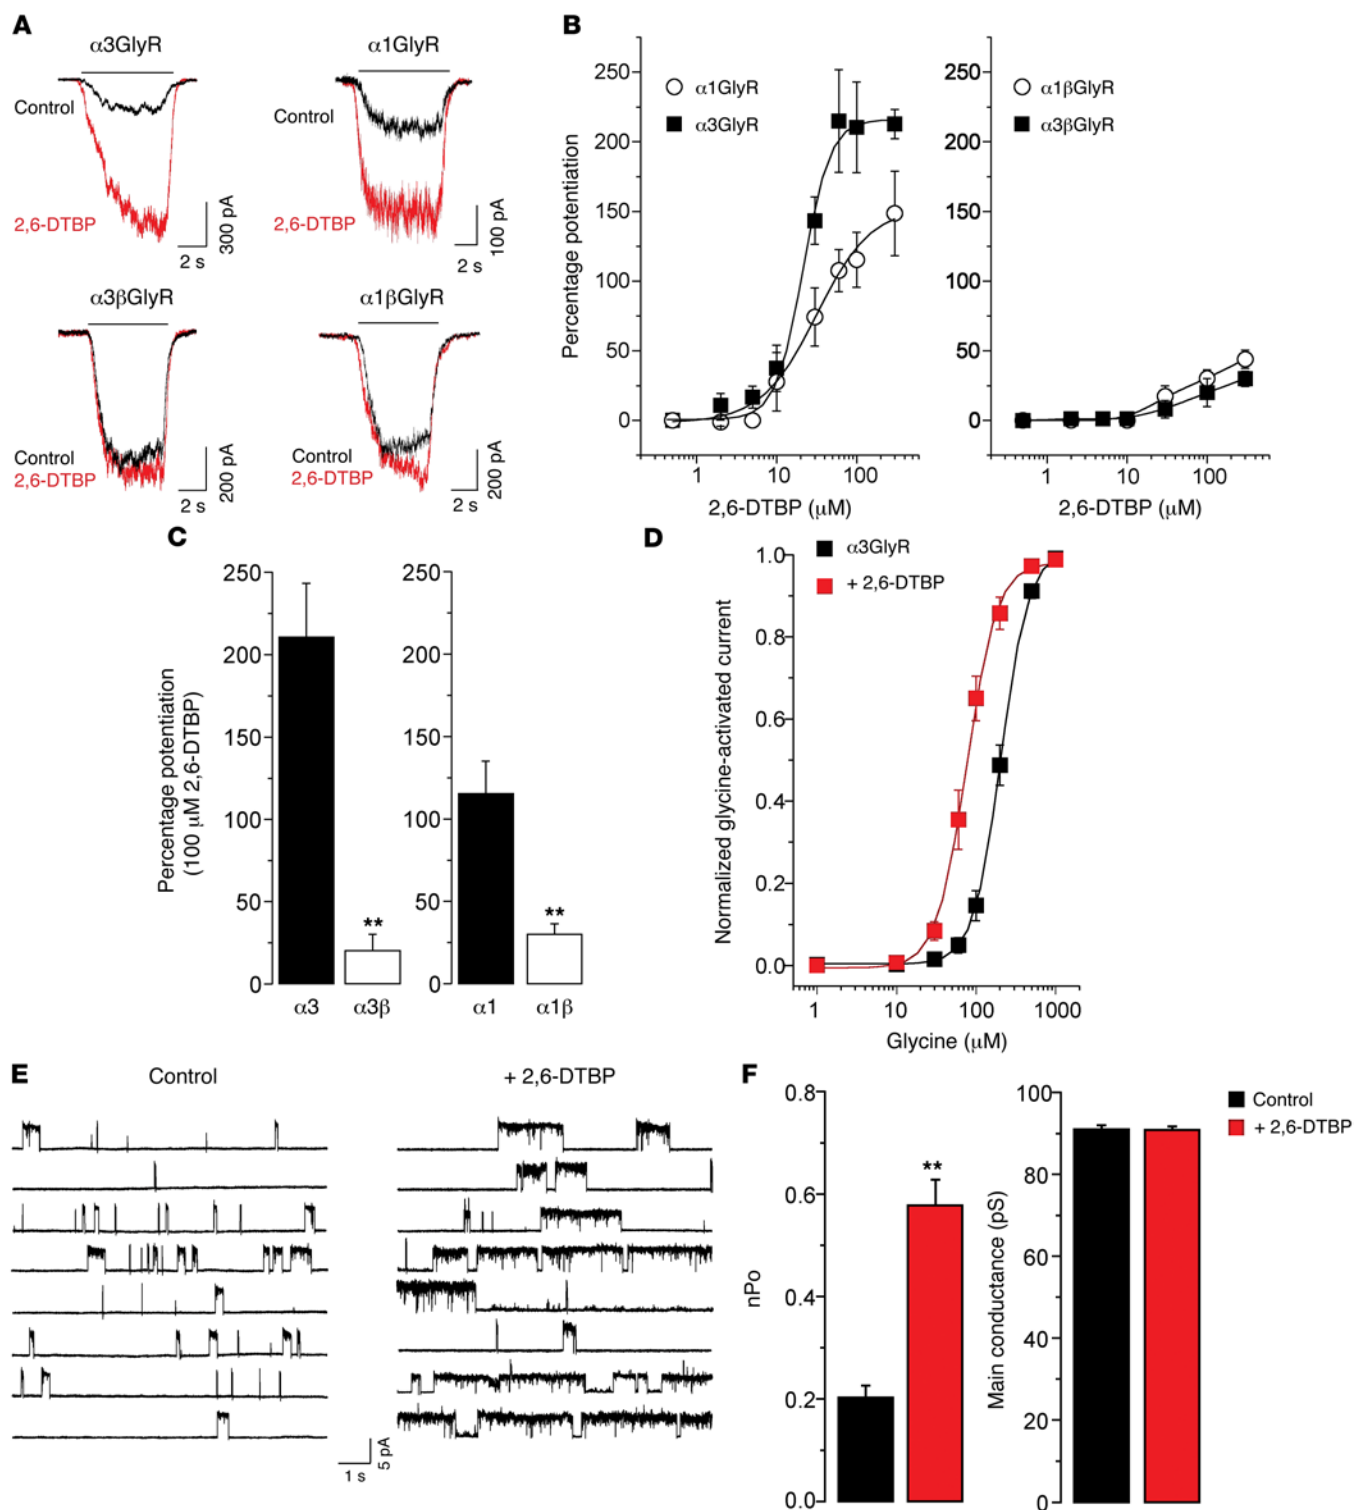 A
α3GlyR
Control
2,6-DTBP
300 pA
2 s
α1GlyR
Control
2,6-DTBP
100 pA
2 s
α3βGlyR
Control
2,6-DTBP
200 pA
2 s
α1βGlyR
Control
2,6-DTBP
200 pA
2 s
B
Percentage potentiation
250
200
150
100
50
0
α1GlyR
α3GlyR
1
10
100
2,6-DTBP (μM)
250
200
150
100
50
0
α1βGlyR
α3βGlyR
1
10
100
2,6-DTBP (μM)
C
Percentage potentiation
(100 μM 2,6-DTBP)
250
200
150
100
50
0
**
α3
α3β
250
200
150
100
50
0
**
α1
α1β
D
α3GlyR
+ 2,6-DTBP
Normalized glycine-activated current
1.0
0.8
0.6
0.4
0.2
0.0
1
10
100
1000
Glycine (μM)
E
Control
+ 2,6-DTBP
1 s
5 pA
F
nPo
0.8
0.6
0.4
0.2
0.0
**
Main conductance (pS)
100
80
60
40
20
0
Control
+ 2,6-DTBP